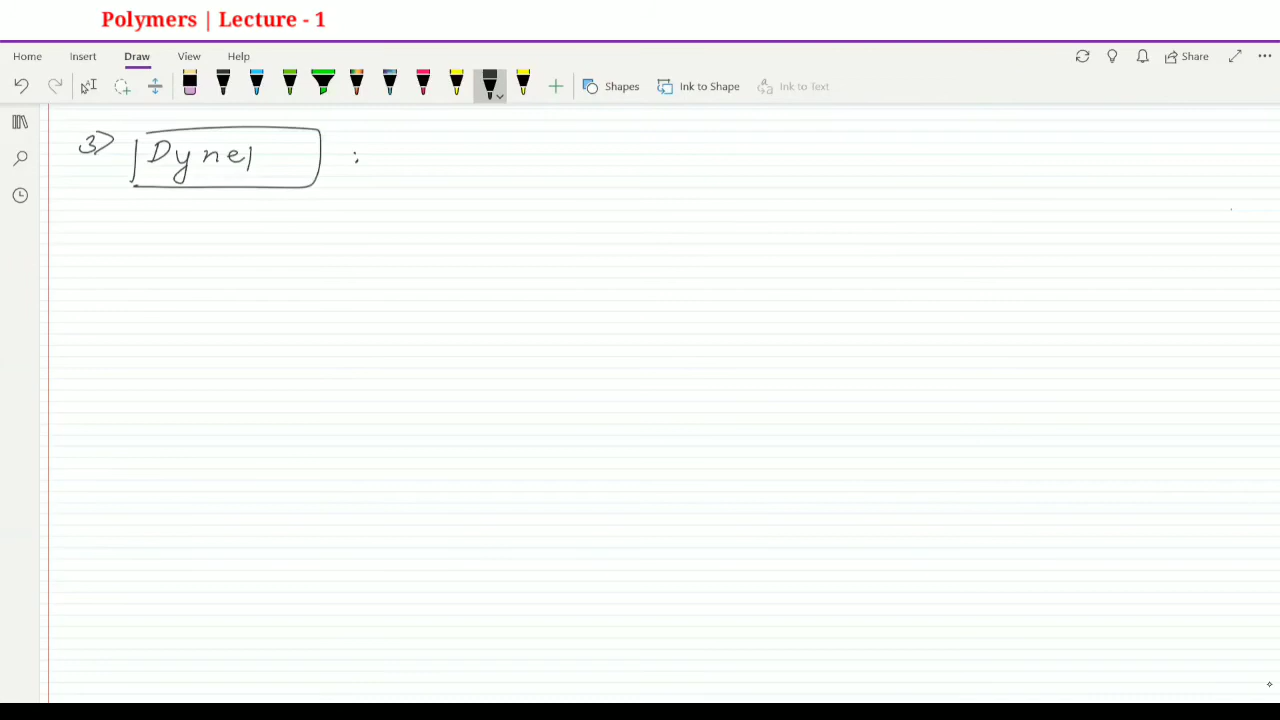 Polymers | Lecture - 1
Home Insert Draw View Help Share
Shapes Ink to Shape Ink to Text
3) Dynel :